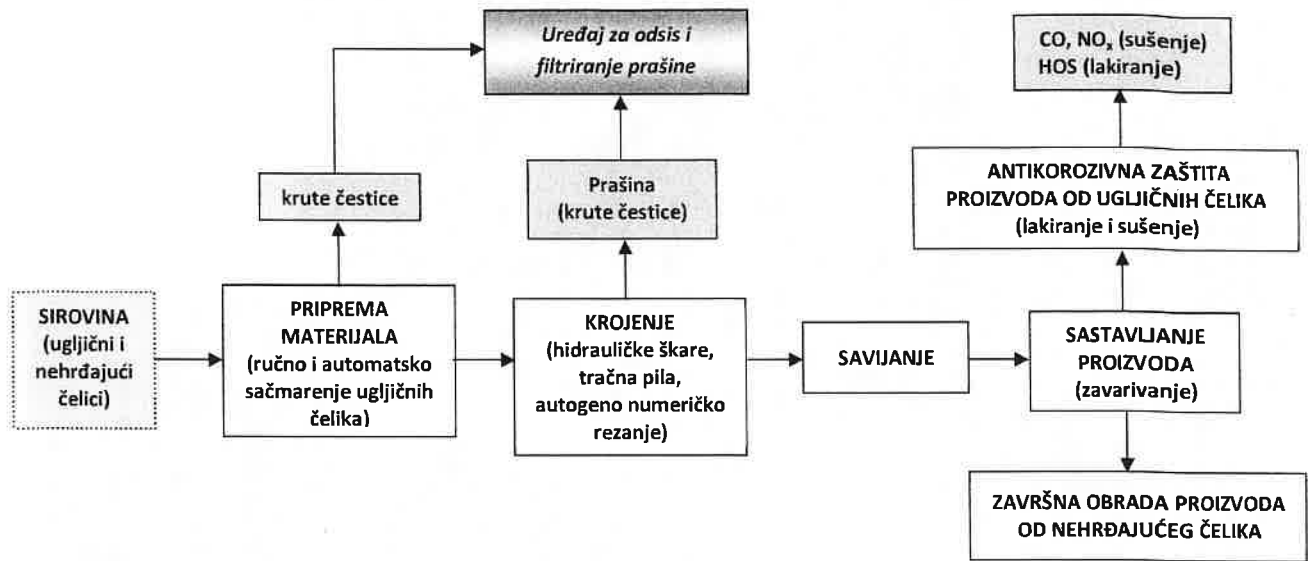 Uređaj za odsis i
filtriranje prašine
CO, NOx (sušenje)
HOS (lakiranje)
krute čestice
Prašina
(krute čestice)
ANTIKOROZIVNA ZAŠTITA
PROIZVODA OD UGLJIČNIH ČELIKA
(lakiranje i sušenje)
SIROVINA
(ugljični i
nehrđajući
čelici)
PRIPREMA
MATERIJALA
(ručno i automatsko
sačmarenje ugljičnih
čelika)
KROJENJE
(hidrauličke škare,
tračna pila,
autogeno numeričko
rezanje)
SAVIJANJE
SASTAVLJANJE
PROIZVODA
(zavarivanje)
ZAVRŠNA OBRADA PROIZVODA
OD NEHRĐAJUĆEG ČELIKA